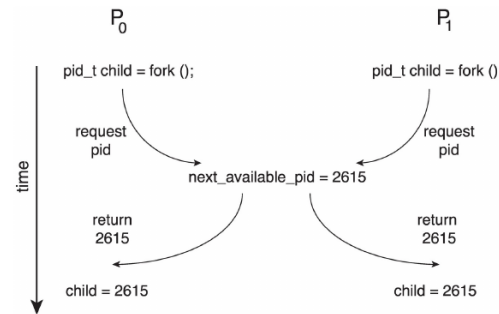 P0 P1
pid_t child = fork (); pid_t child = fork ()
request request
pid pid
time
next_available_pid = 2615
return return
2615 2615
child = 2615 child = 2615